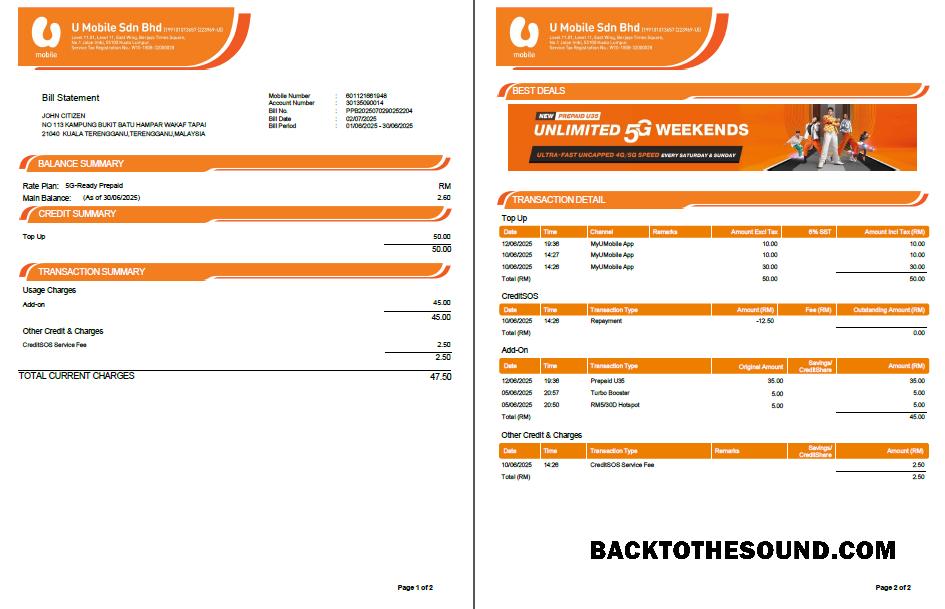 U Mobile Sdn Bhd (199101013657 (223969-U))
Level 11.01, East Wing, Berjaya Times Square,
No.1 Jalan Imbi, 55100 Kuala Lumpur.
Service Tax Registration No.: W10-1808-32000028
mobile
Bill Statement
JOHN CITIZEN
NO 113 KAMPUNG BUKIT BATU HAMPAR WAKAF TAPAI
21040 KUALA TERENGGANU,TERENGGANU,MALAYSIA
Mobile Number : 601121661948
Account Number : 30135090014
Bill No. : PPB2025070290252204
Bill Date : 02/07/2025
Bill Period : 01/06/2025 - 30/06/2025
BALANCE SUMMARY
Rate Plan: 5G-Ready Prepaid RM
Main Balance: (As of 30/06/2025) 2.60
CREDIT SUMMARY
Top Up 50.00
50.00
TRANSACTION SUMMARY
Usage Charges
Add-on 45.00
45.00
Other Credit & Charges
CreditSOS Service Fee 2.50
2.50
TOTAL CURRENT CHARGES 47.50
Page 1 of 2
U Mobile Sdn Bhd (199101013657 (223969-U))
Level 11.01, East Wing, Berjaya Times Square,
No.1 Jalan Imbi, 55100 Kuala Lumpur.
Service Tax Registration No.: W10-1808-32000028
mobile
BEST DEALS
NEW PREPAID U35
UNLIMITED 5G WEEKENDS
ULTRA-FAST UNCAPPED 4G/5G SPEED EVERY SATURDAY & SUNDAY
TRANSACTION DETAIL
Top Up
Date Time Channel Remarks Amount Excl Tax 6% SST Amount Incl Tax (RM)
12/06/2025 19:36 MyUMobile App 10.00 10.00
10/06/2025 14:27 MyUMobile App 10.00 10.00
10/06/2025 14:26 MyUMobile App 30.00 30.00
Total (RM) 50.00 50.00
CreditSOS
Date Time Transaction Type Amount (RM) Fee (RM) Outstanding Amount (RM)
10/06/2025 14:26 Repayment -12.50
Total (RM) 0.00
Add-On
Date Time Transaction Type Original Amount Savings/ CreditShare Amount (RM)
12/06/2025 19:36 Prepaid U35 35.00 35.00
05/06/2025 20:57 Turbo Booster 5.00 5.00
05/06/2025 20:50 RM5/30D Hotspot 5.00 5.00
Total (RM) 45.00
Other Credit & Charges
Date Time Transaction Type Remarks Savings/ CreditShare Amount (RM)
10/06/2025 14:26 CreditSOS Service Fee 2.50
Total (RM) 2.50
BACKTOTHESOUND.COM
Page 2 of 2